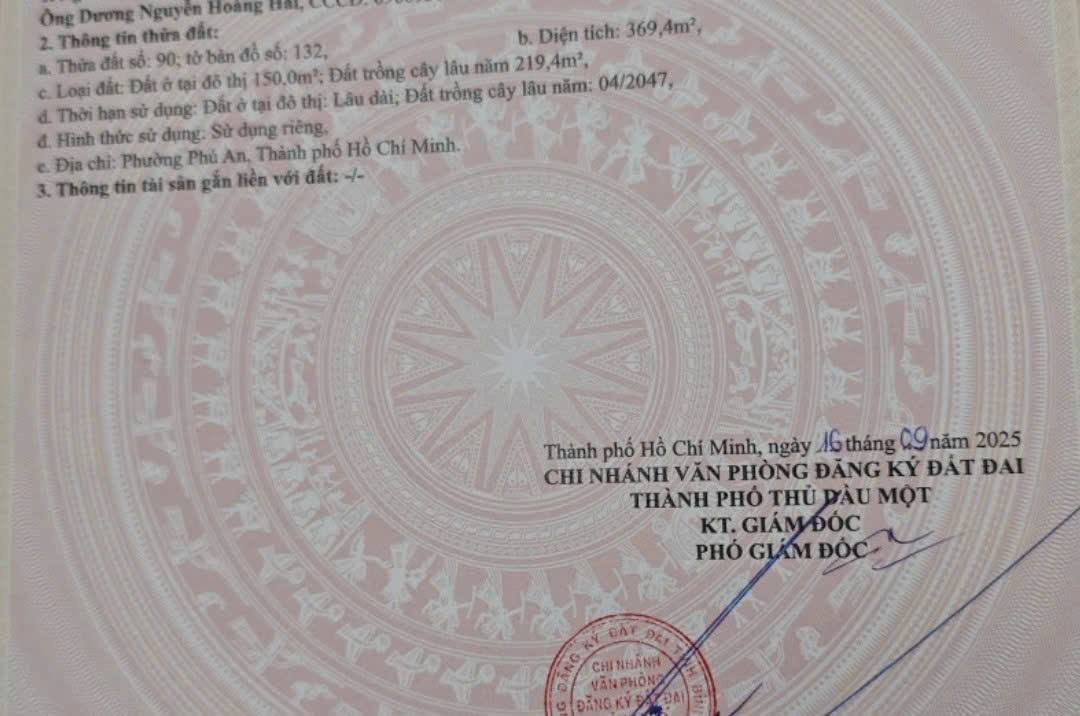 Ông Dương Nguyễn Hoàng Hải, CCCD:
2. Thông tin thửa đất:
a. Thửa đất số: 90; tờ bản đồ số: 132, b. Diện tích: 369,4m²,
c. Loại đất: Đất ở tại đô thị 150,0m²; Đất trồng cây lâu năm 219,4m²,
d. Thời hạn sử dụng: Đất ở tại đô thị: Lâu dài; Đất trồng cây lâu năm: 04/2047,
đ. Hình thức sử dụng: Sử dụng riêng,
e. Địa chỉ: Phường Phú An, Thành phố Hồ Chí Minh.
3. Thông tin tài sản gắn liền với đất: -/-
Thành phố Hồ Chí Minh, ngày 16 tháng 09 năm 2025
CHI NHÁNH VĂN PHÒNG ĐĂNG KÝ ĐẤT ĐAI
THÀNH PHỐ THỦ DẦU MỘT
KT. GIÁM ĐỐC
PHÓ GIÁM ĐỐC
ĐĂNG KÝ ĐẤT ĐAI TỈNH
CHI NHÁNH
VĂN PHÒNG
ĐĂNG KÝ ĐẤT ĐAI